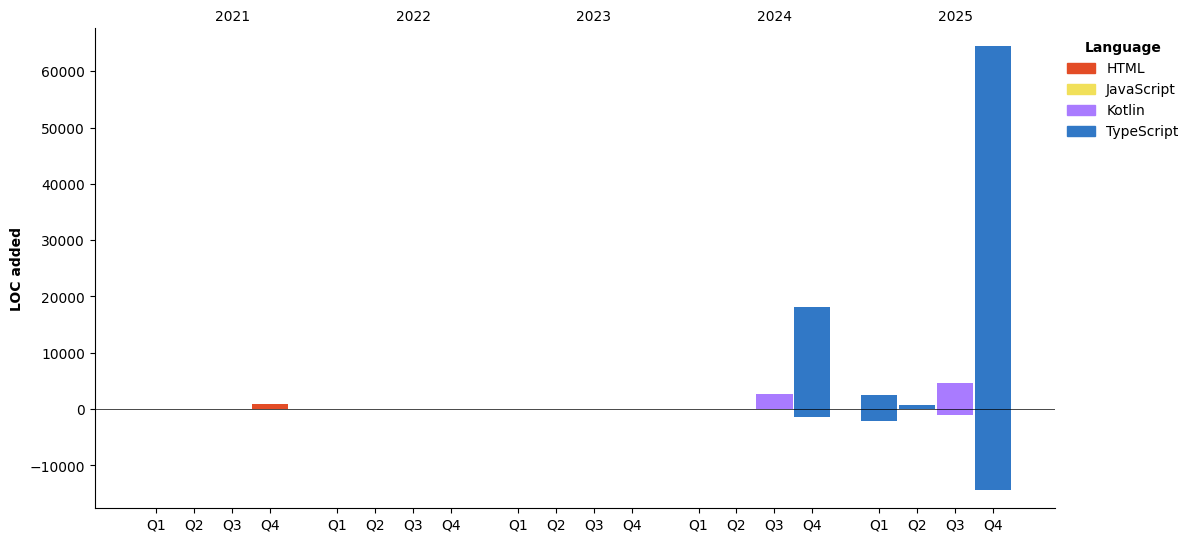 2021 2022 2023 2024 2025
Language
HTML
JavaScript
Kotlin
TypeScript
LOC added
60000
50000
40000
30000
20000
10000
0
−10000
Q1 Q2 Q3 Q4 Q1 Q2 Q3 Q4 Q1 Q2 Q3 Q4 Q1 Q2 Q3 Q4 Q1 Q2 Q3 Q4